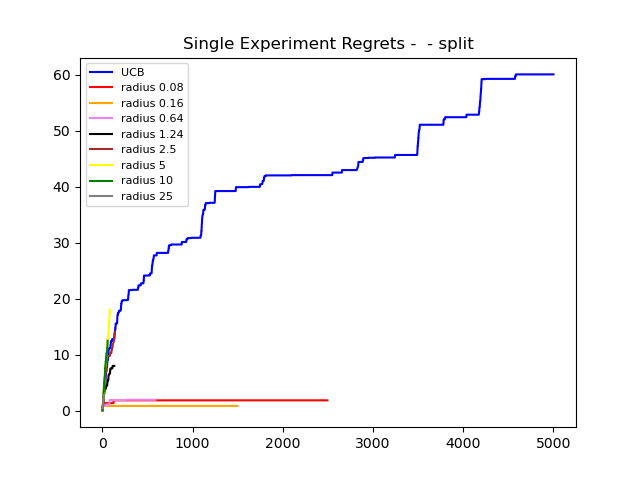 Single Experiment Regrets -  - split
UCB
radius 0.08
radius 0.16
radius 0.64
radius 1.24
radius 2.5
radius 5
radius 10
radius 25
60
50
40
30
20
10
0
0 1000 2000 3000 4000 5000